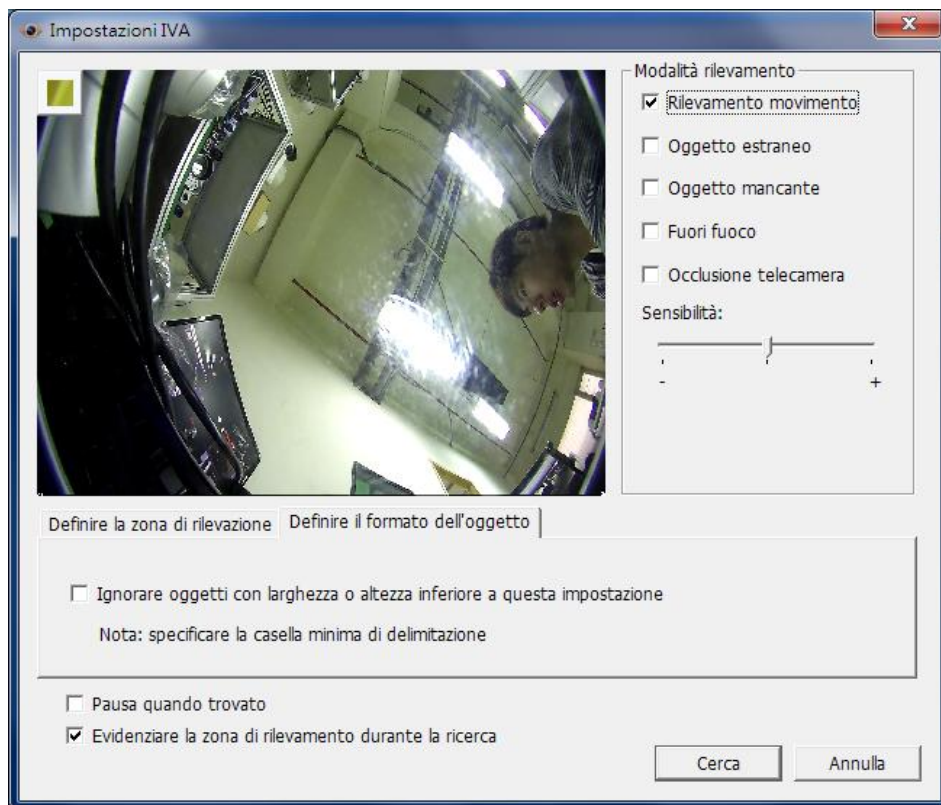 Impostazioni IVA
Modalità rilevamento
Rilevamento movimento
Oggetto estraneo
Oggetto mancante
Fuori fuoco
Occlusione telecamera
Sensibilità:
- +
Definire la zona di rilevazione Definire il formato dell'oggetto
Ignorare oggetti con larghezza o altezza inferiore a questa impostazione
Nota: specificare la casella minima di delimitazione
Pausa quando trovato
Evidenziare la zona di rilevamento durante la ricerca
Cerca Annulla